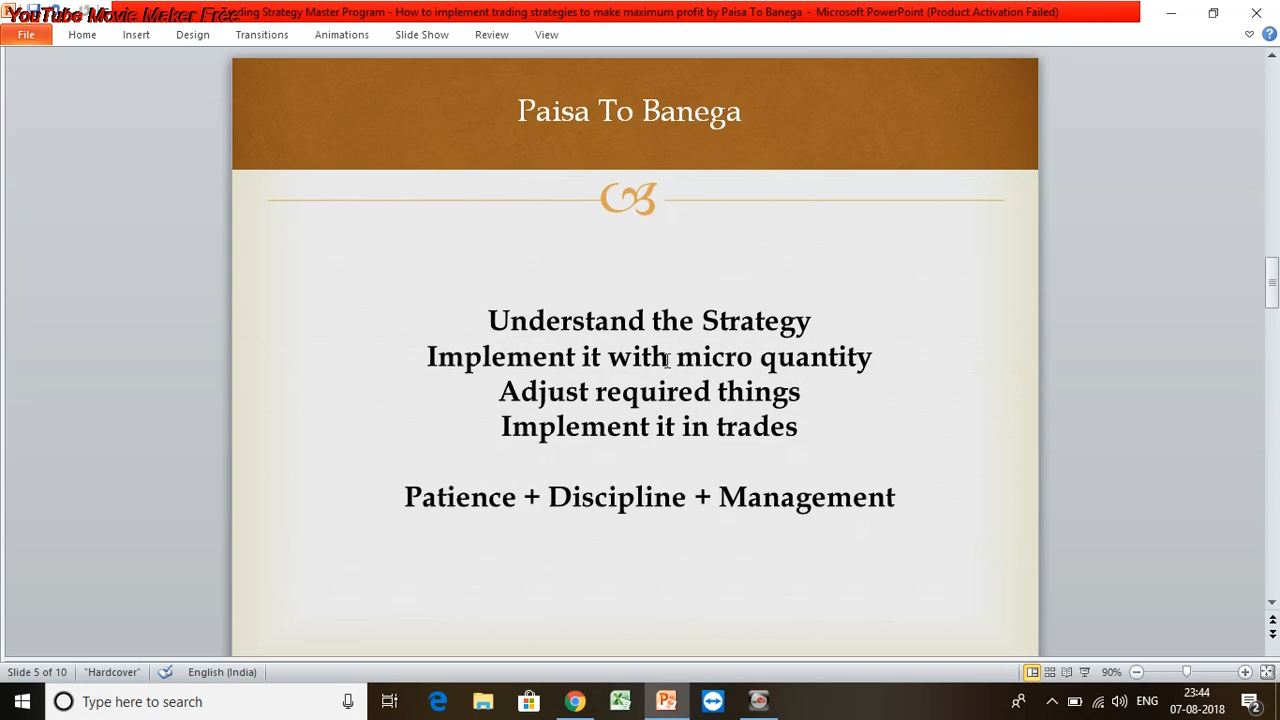 YouTube Movie Maker Free
ding Strategy Master Program - How to implement trading strategies to make maximum profit by Paisa To Banega - Microsoft PowerPoint (Product Activation Failed)
File Home Insert Design Transitions Animations Slide Show Review View
Paisa To Banega
Understand the Strategy
Implement it with micro quantity
Adjust required things
Implement it in trades
Patience + Discipline + Management
Slide 5 of 10 "Hardcover" English (India) 90%
Type here to search ENG 23:44
07-08-2018 2